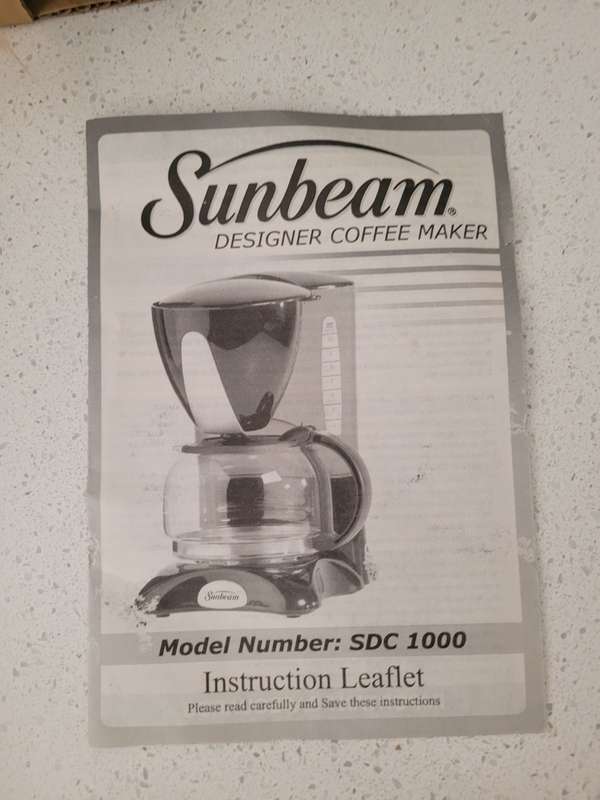 Sunbeam®
DESIGNER COFFEE MAKER
Sunbeam
Model Number: SDC 1000
Instruction Leaflet
Please read carefully and Save these instructions